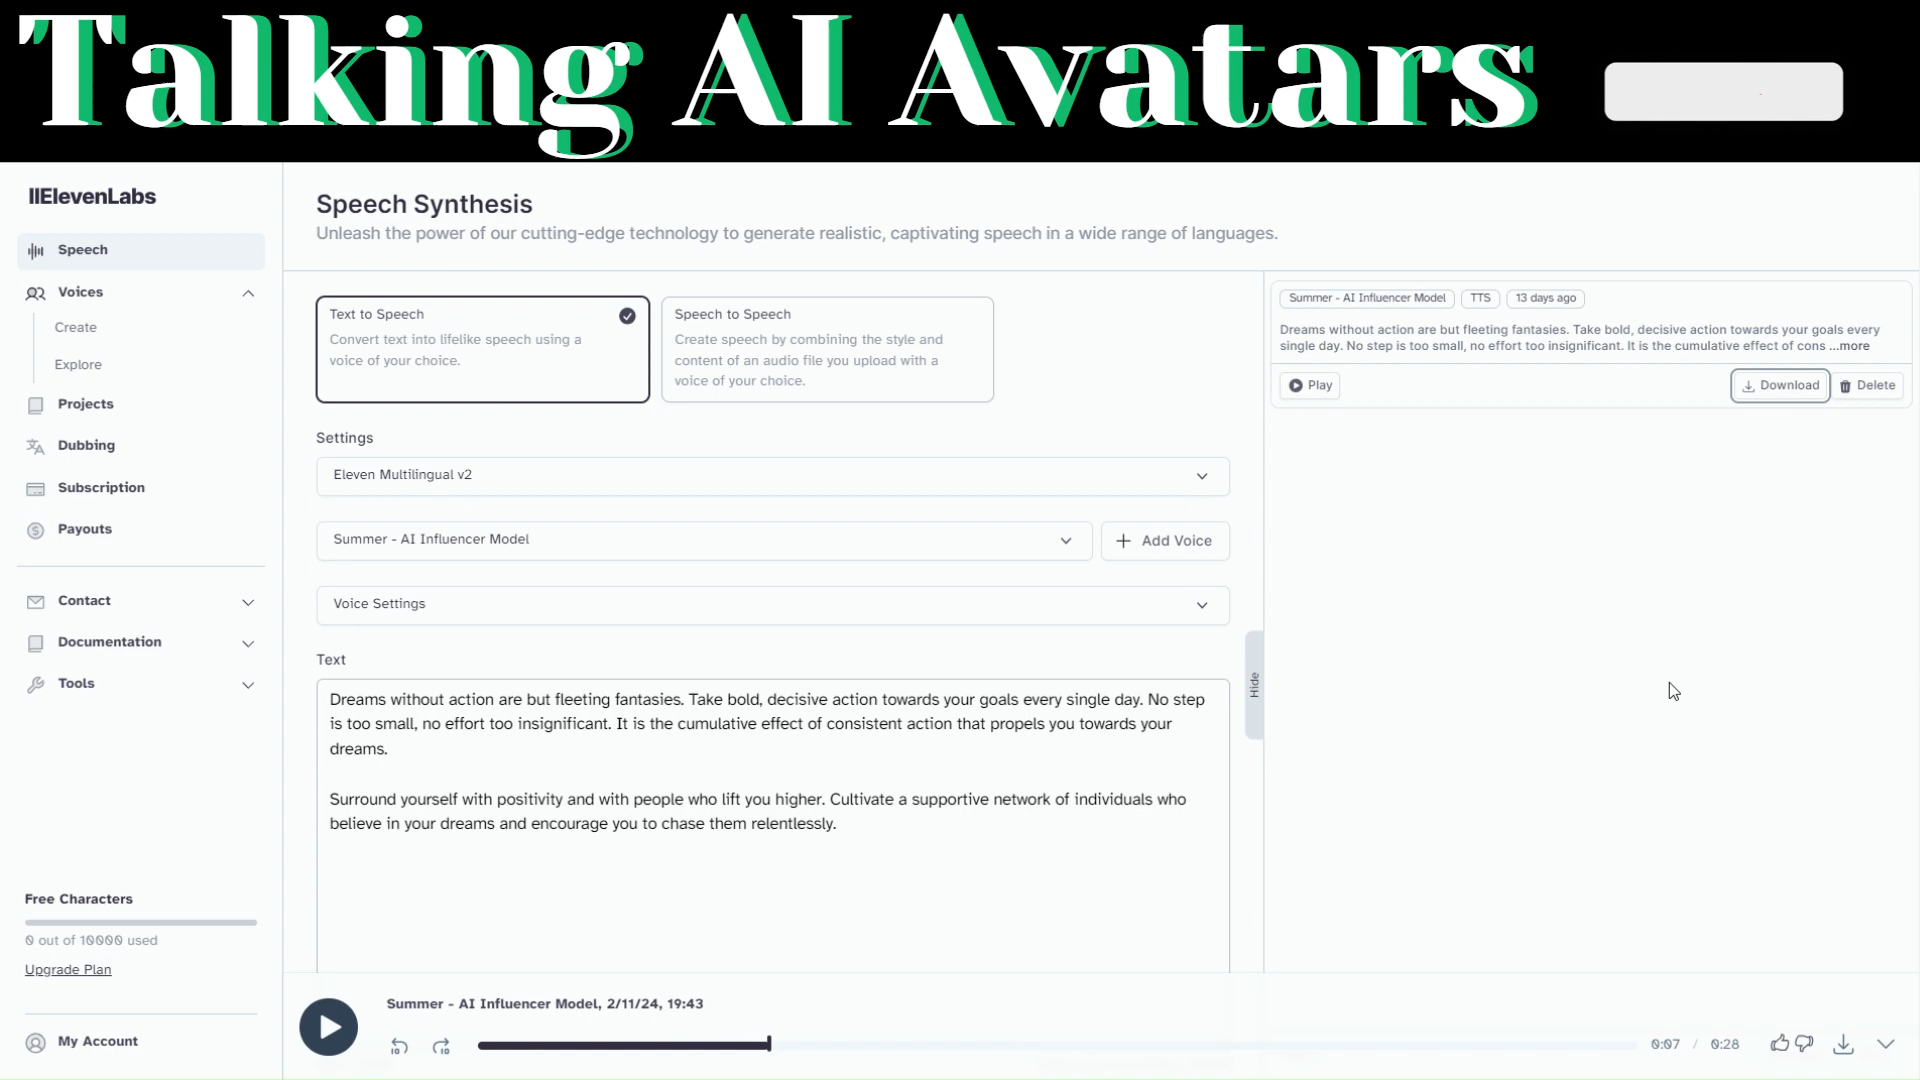 Talking AI Avatars
IIElevenLabs
Speech
Voices
Create
Explore
Projects
Dubbing
Subscription
Payouts
Contact
Documentation
Tools
Free Characters
0 out of 10000 used
Upgrade Plan
My Account
Speech Synthesis
Unleash the power of our cutting-edge technology to generate realistic, captivating speech in a wide range of languages.
Text to Speech
Convert text into lifelike speech using a
voice of your choice.
Speech to Speech
Create speech by combining the style and
content of an audio file you upload with a
voice of your choice.
Settings
Eleven Multilingual v2
Summer - AI Influencer Model
Add Voice
Voice Settings
Text
Dreams without action are but fleeting fantasies. Take bold, decisive action towards your goals every single day. No step
is too small, no effort too insignificant. It is the cumulative effect of consistent action that propels you towards your
dreams.
Surround yourself with positivity and with people who lift you higher. Cultivate a supportive network of individuals who
believe in your dreams and encourage you to chase them relentlessly.
Hide
Summer - AI Influencer Model TTS 13 days ago
Dreams without action are but fleeting fantasies. Take bold, decisive action towards your goals every
single day. No step is too small, no effort too insignificant. It is the cumulative effect of cons ...more
Play Download Delete
Summer - AI Influencer Model, 2/11/24, 19:43
10 10 0:07 / 0:28